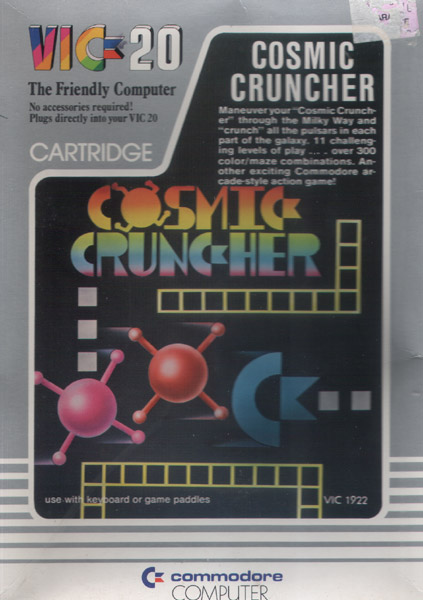 VIC-20
The Friendly Computer
No accessories required!
Plugs directly into your VIC 20
CARTRIDGE
COSMIC
CRUNCHER
Maneuver your "Cosmic Crunch-
er" through the Milky Way and
"crunch" all the pulsars in each
part of the galaxy. 11 challeng-
ing levels of play . . . . over 300
color/maze combinations. An-
other exciting Commodore ar-
cade-style action game!
COSMIC
CRUNCHER
use with keyboard or game paddles
VIC 1922
commodore
COMPUTER